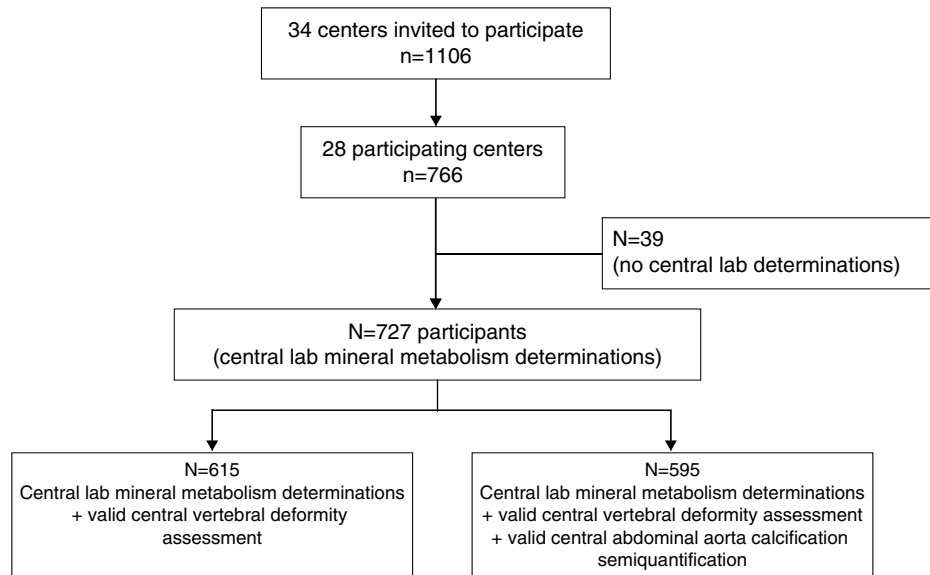 34 centers invited to participate
n=1106
28 participating centers
n=766
N=39
(no central lab determinations)
N=727 participants
(central lab mineral metabolism determinations)
N=615
Central lab mineral metabolism determinations
+ valid central vertebral deformity
assessment
N=595
Central lab mineral metabolism determinations
+ valid central vertebral deformity assessment
+ valid central abdominal aorta calcification
semiquantification